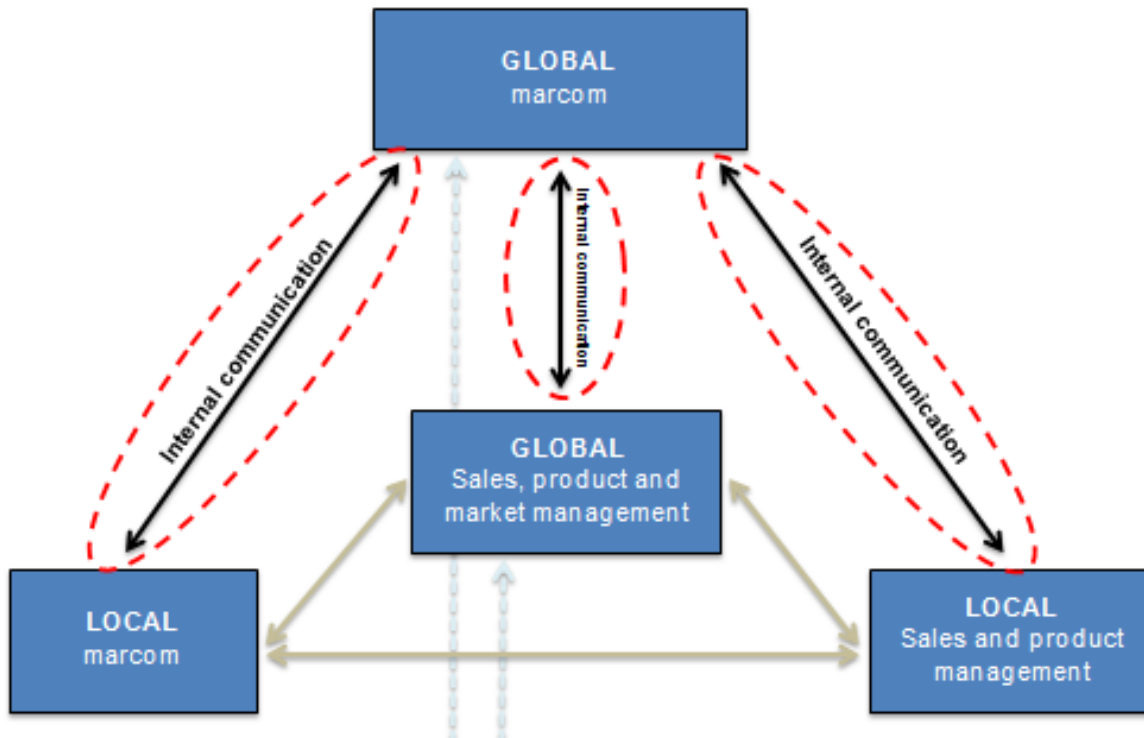 GLOBAL
marcom
Internal communication
Internal communication
Internal communication
GLOBAL
Sales, product and
market management
LOCAL
marcom
LOCAL
Sales and product
management